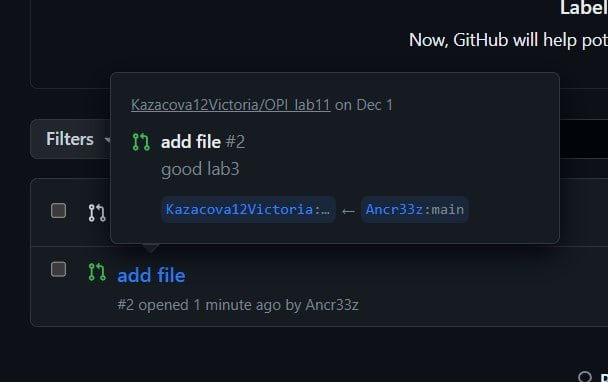 Label
Now, GitHub will help pot
Kazacova12Victoria/OPI_lab11 on Dec 1
Filters
add file #2
good lab3
Kazacova12Victoria:… ← Ancr33z:main
add file
#2 opened 1 minute ago by Ancr33z